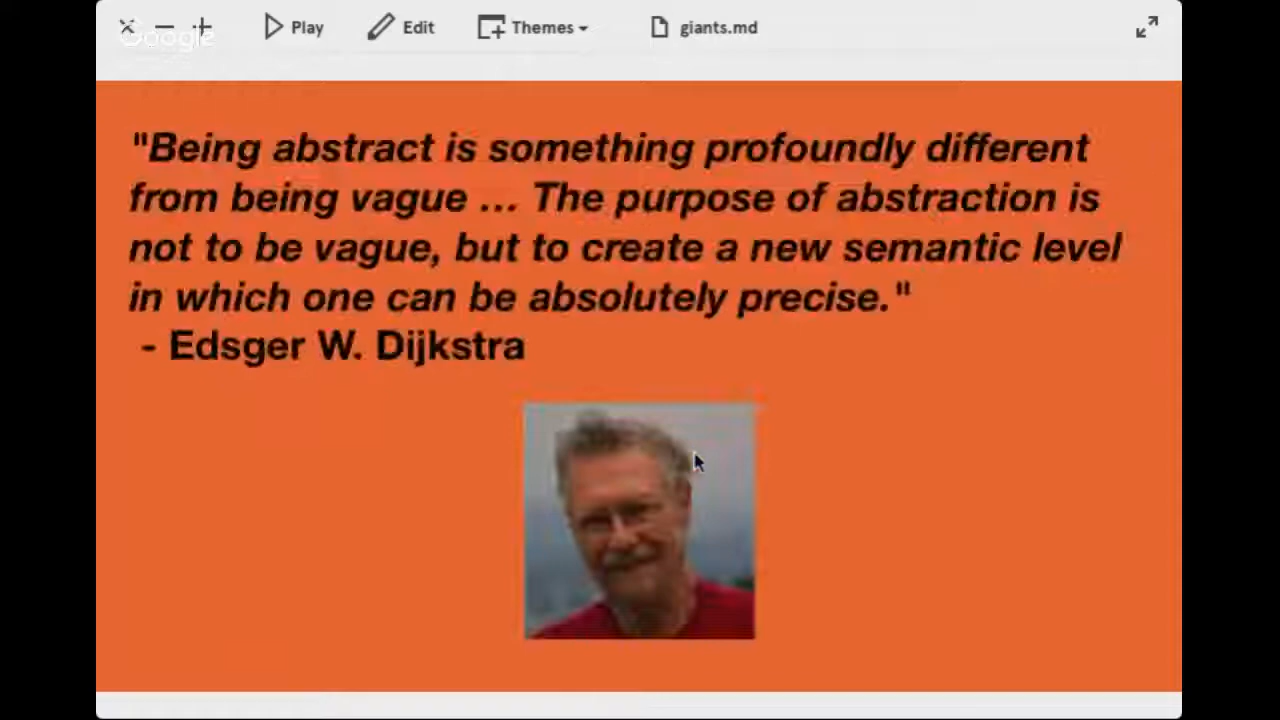 Google
Play Edit Themes giants.md
"Being abstract is something profoundly different
from being vague ... The purpose of abstraction is
not to be vague, but to create a new semantic level
in which one can be absolutely precise."
- Edsger W. Dijkstra